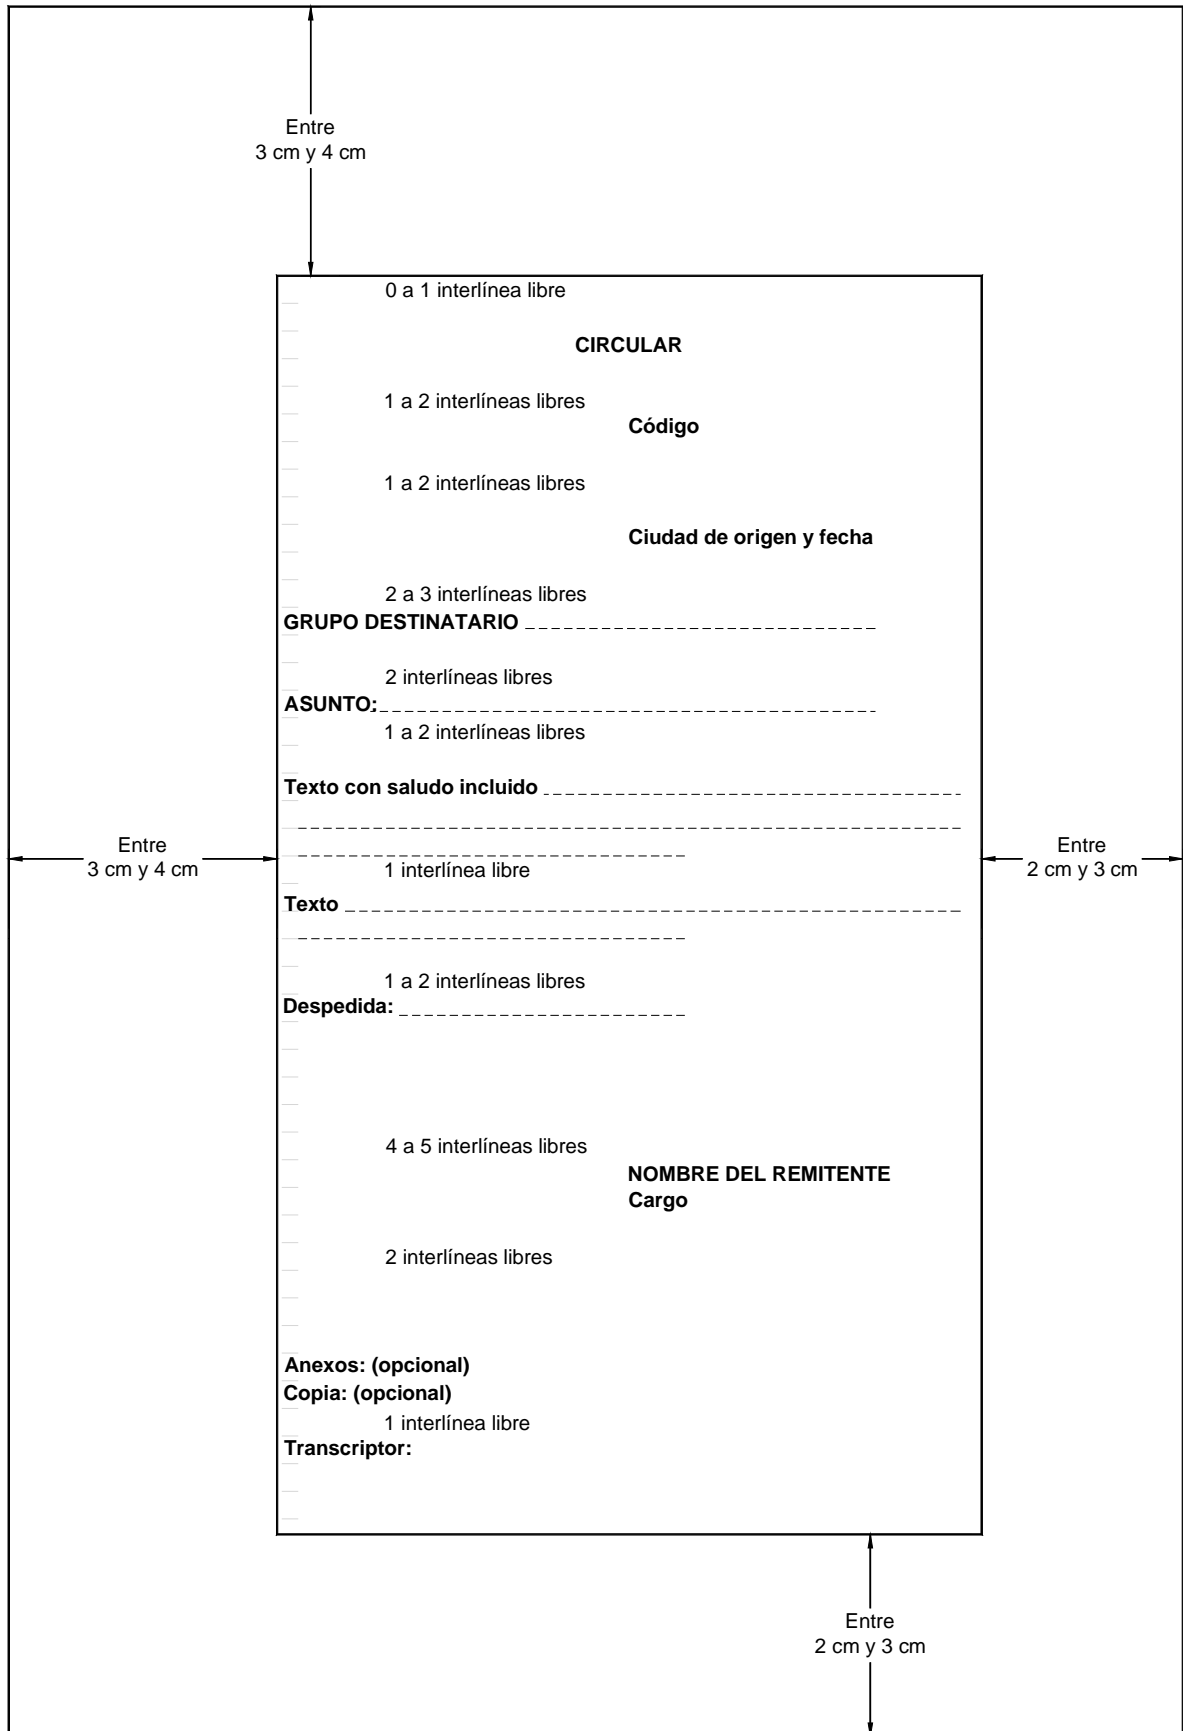 Entre
3 cm y 4 cm
0 a 1 interlínea libre
CIRCULAR
1 a 2 interlíneas libres
Código
1 a 2 interlíneas libres
Ciudad de origen y fecha
2 a 3 interlíneas libres
GRUPO DESTINATARIO
2 interlíneas libres
ASUNTO:
1 a 2 interlíneas libres
Texto con saludo incluido
Entre
3 cm y 4 cm
Entre
2 cm y 3 cm
1 interlínea libre
Texto
1 a 2 interlíneas libres
Despedida:
4 a 5 interlíneas libres
NOMBRE DEL REMITENTE
Cargo
2 interlíneas libres
Anexos: (opcional)
Copia: (opcional)
1 interlínea libre
Transcriptor:
Entre
2 cm y 3 cm